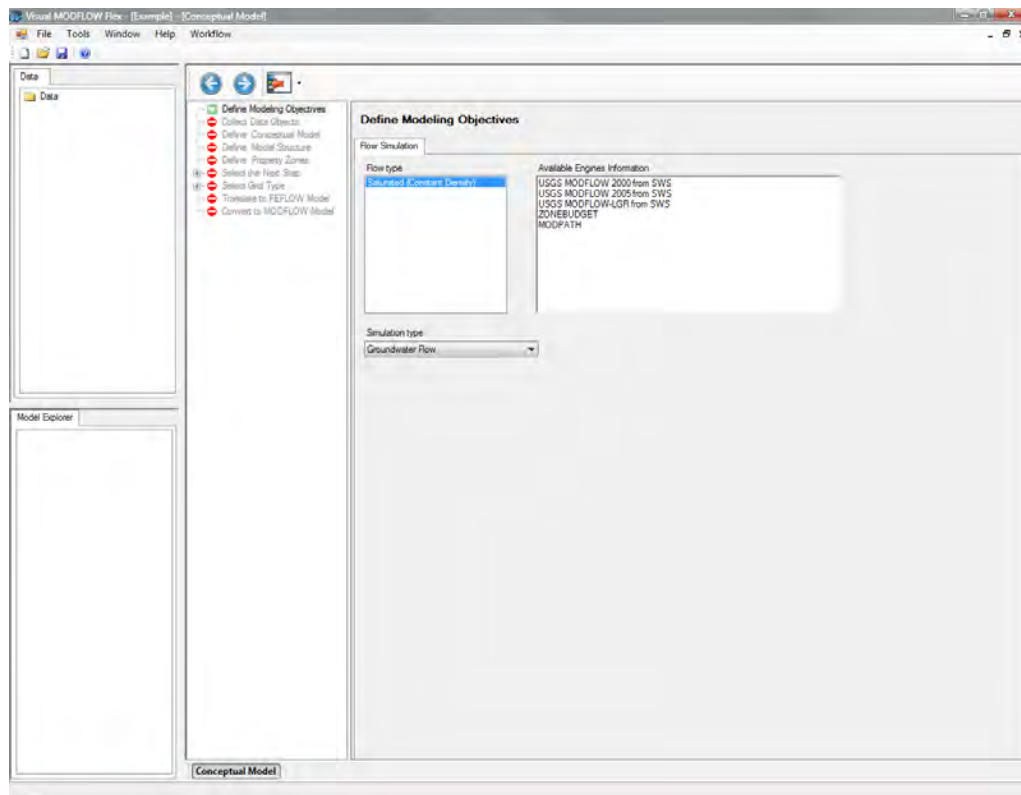 Visual MODFLOW Flex - [Example] - [Conceptual Model]
File Tools Window Help Workflow
Data
Data
Define Modeling Objectives
Collect Data Objects
Define Conceptual Model
Define Model Structure
Define Property Zones
Select the Next Step
Select Grid Type
Translate to FEFLOW Model
Convert to MODFLOW Model
Define Modeling Objectives
Flow Simulation
Flow type
Saturated (Constant Density)
Available Engines Information
USGS MODFLOW 2000 from SWS
USGS MODFLOW 2005 from SWS
USGS MODFLOW-LGR from SWS
ZONEBUDGET
MODPATH
Simulation type
Groundwater Flow
Model Explorer
Conceptual Model